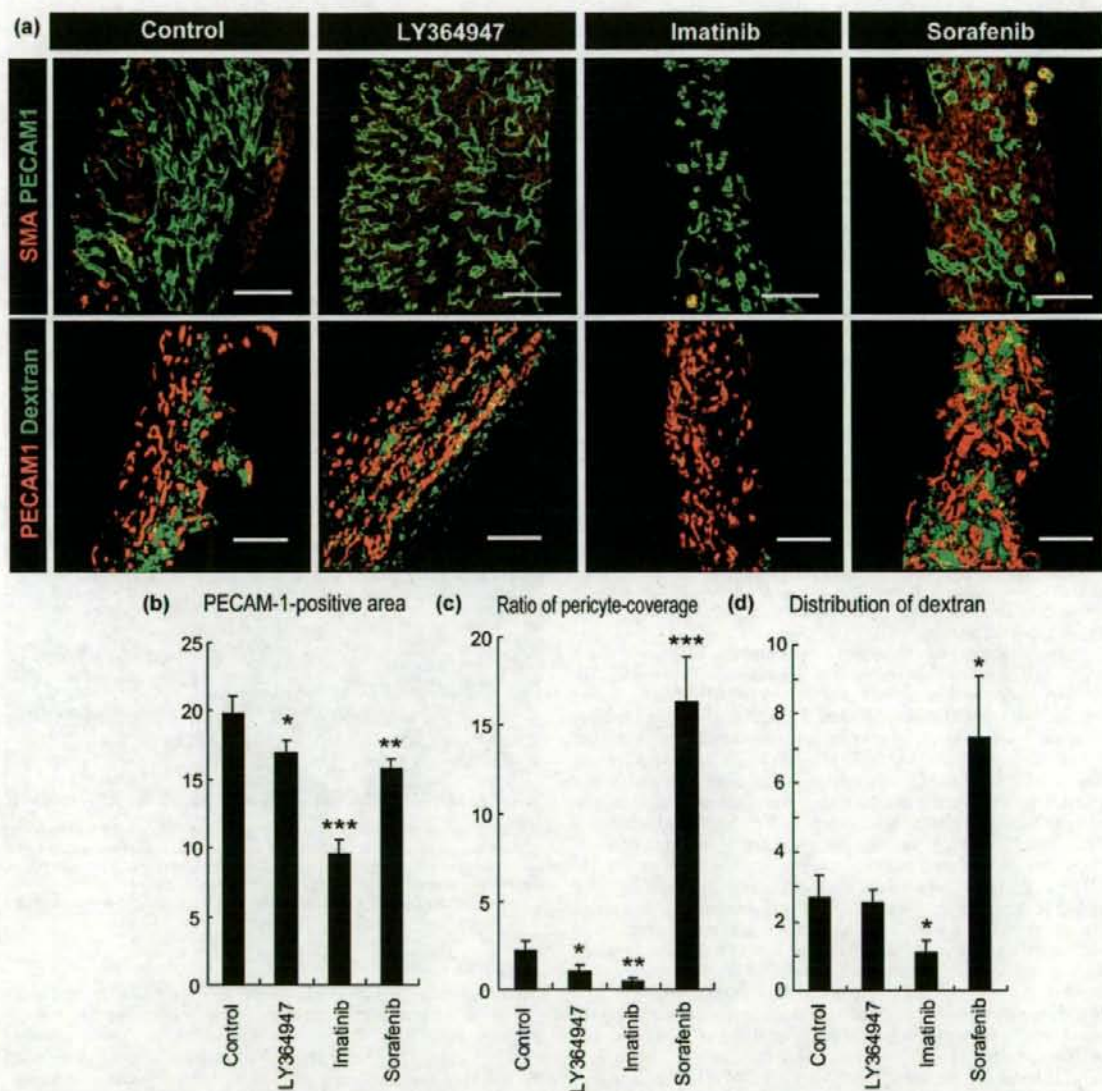 (a) Control LY364947 Imatinib Sorafenib
SMA PECAM1
PECAM1 Dextran
(b) PECAM-1-positive area
25
20
15
10
5
0
*
***
**
Control
LY364947
Imatinib
Sorafenib
(c) Ratio of pericyte-coverage
20
15
10
5
0
*
**
***
Control
LY364947
Imatinib
Sorafenib
(d) Distribution of dextran
10
8
6
4
2
0
*
*
Control
LY364947
Imatinib
Sorafenib